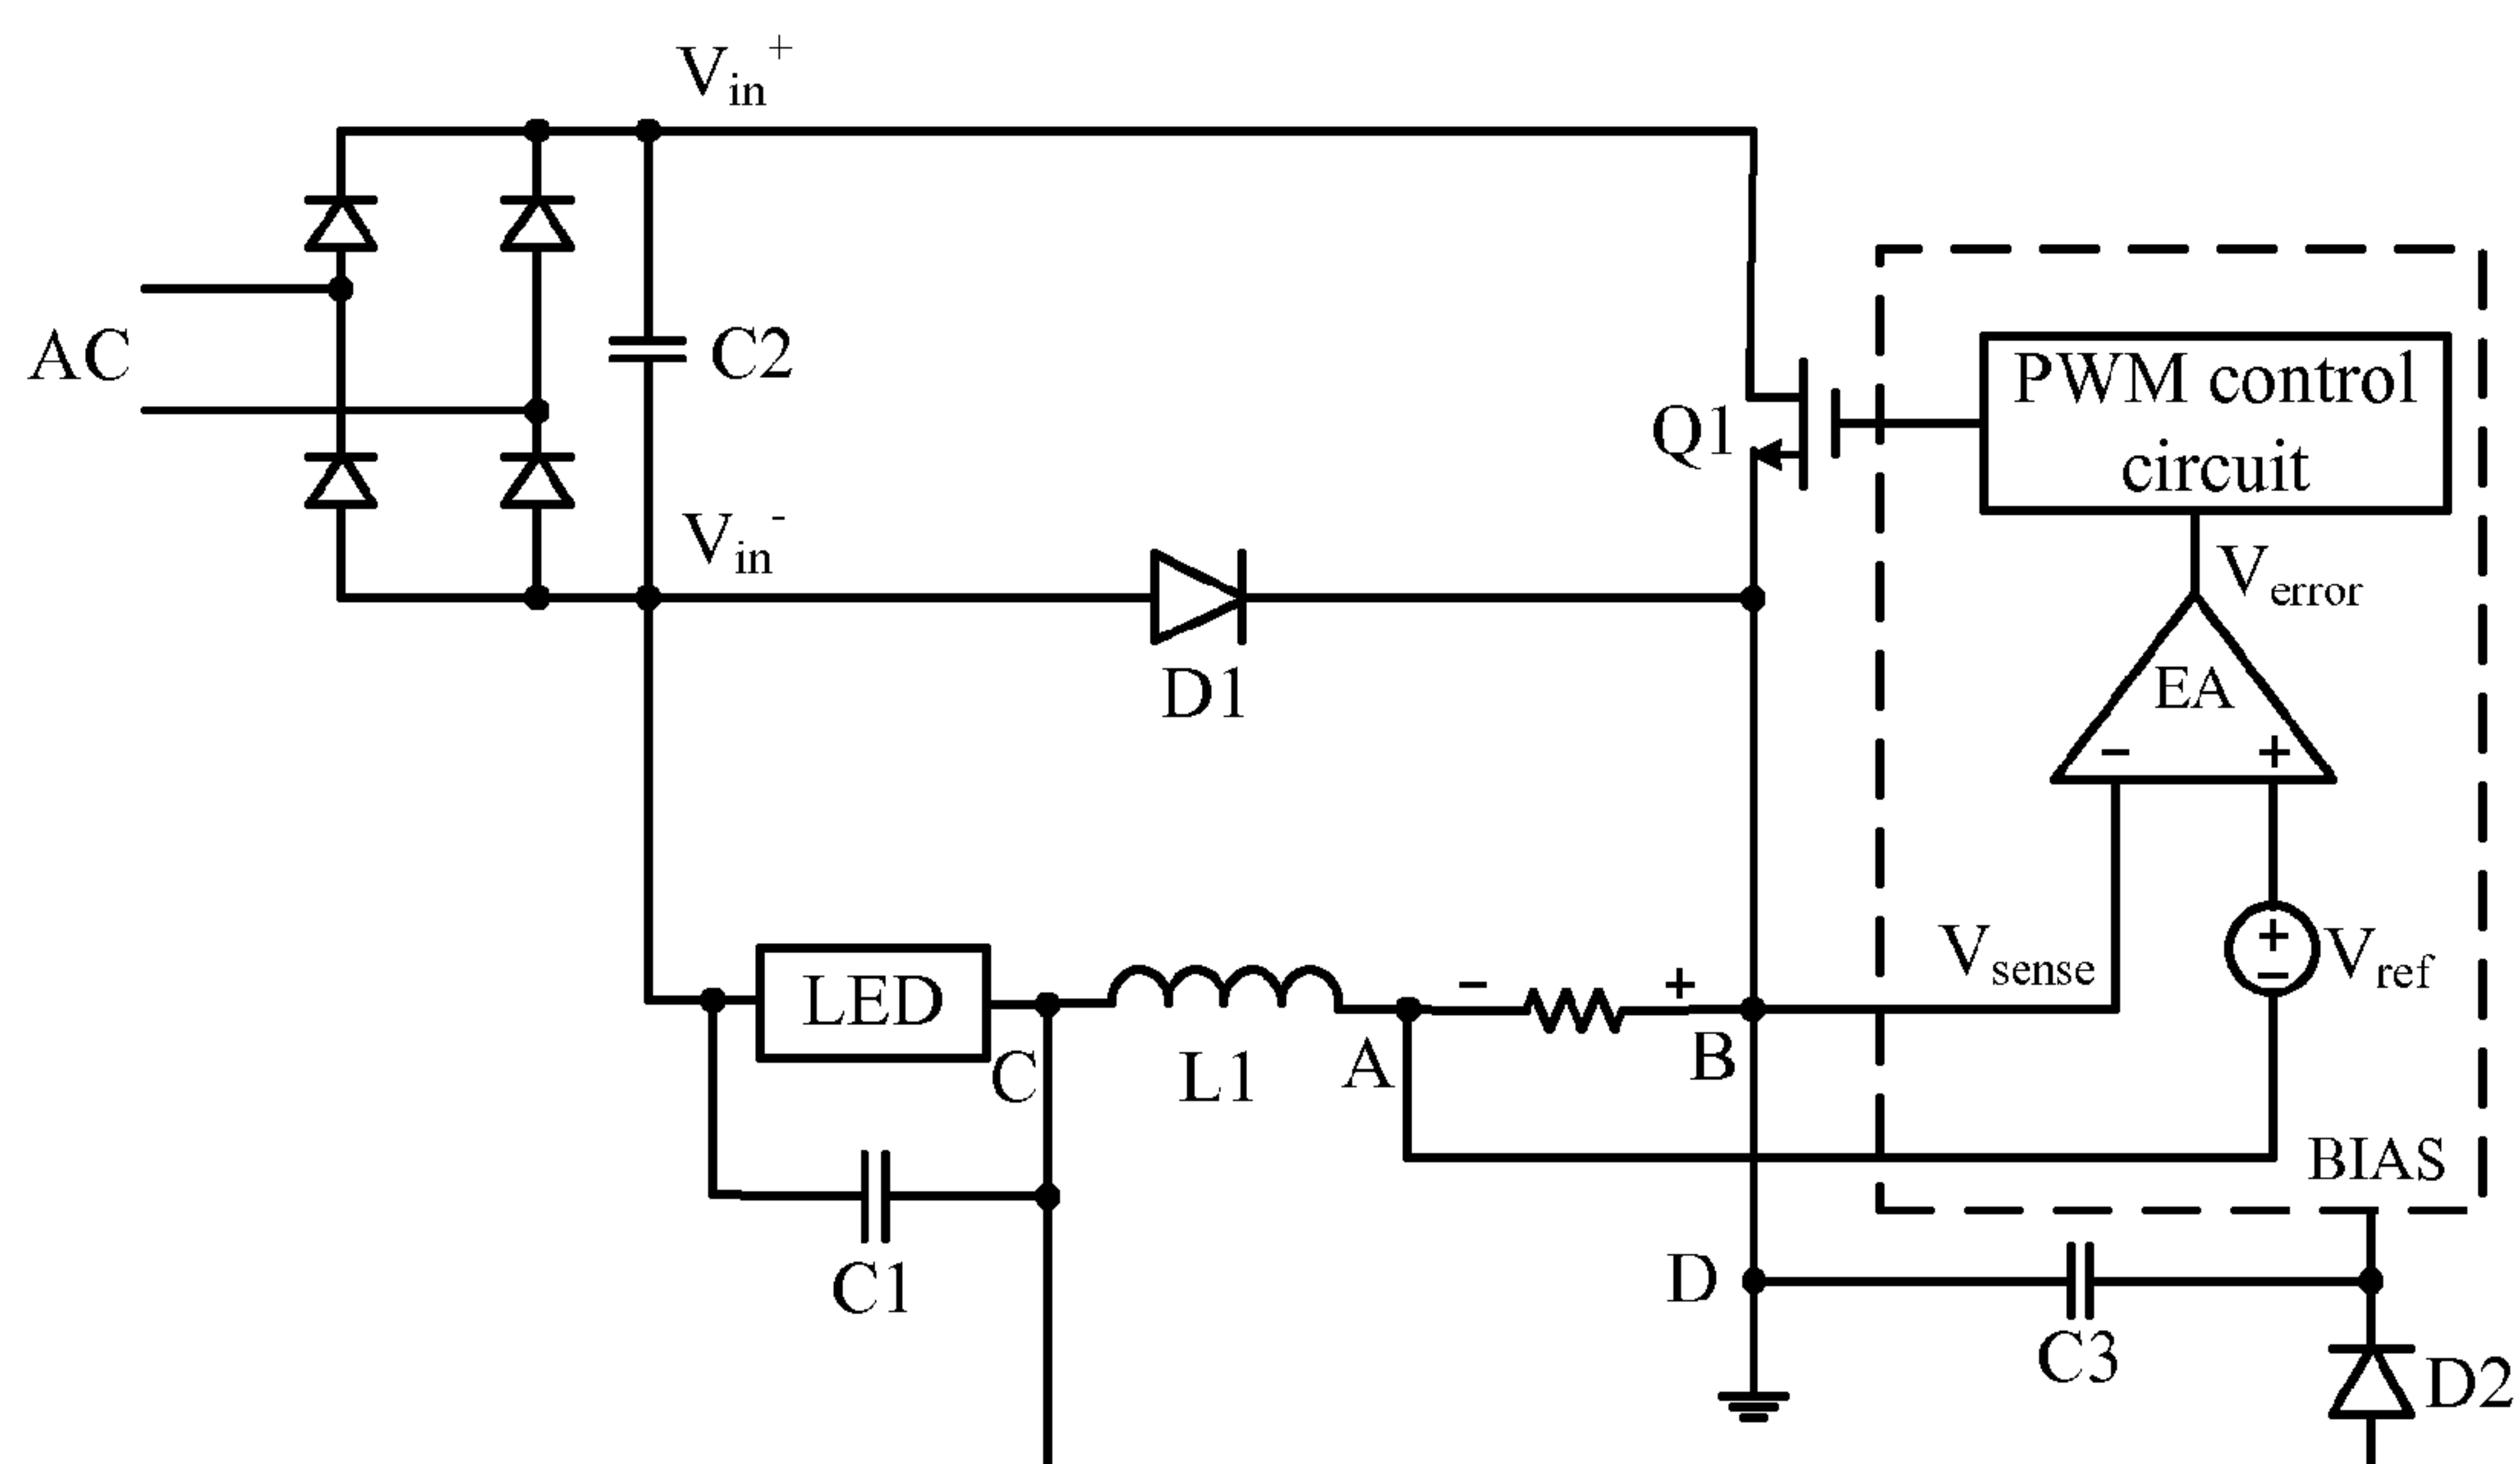 Vin+
AC
C2
Q1
PWM control
circuit
Vin-
Verror
D1
EA
- +
Vsense
+
-
Vref
LED
- +
C
L1
A
B
BIAS
C1
D
C3
D2